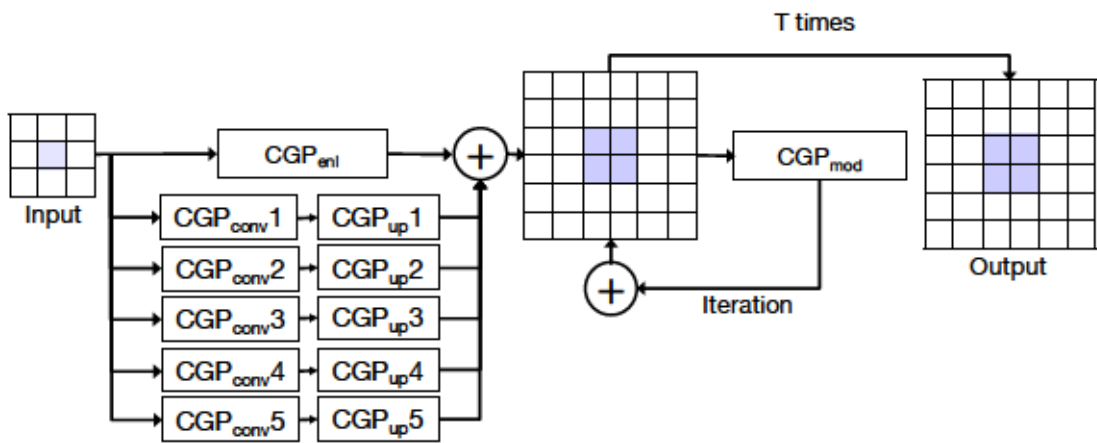 T times
CGPenl
+
CGPmod
Input
CGPconv1
CGPup1
CGPconv2
CGPup2
+
Output
Iteration
CGPconv3
CGPup3
CGPconv4
CGPup4
CGPconv5
CGPup5